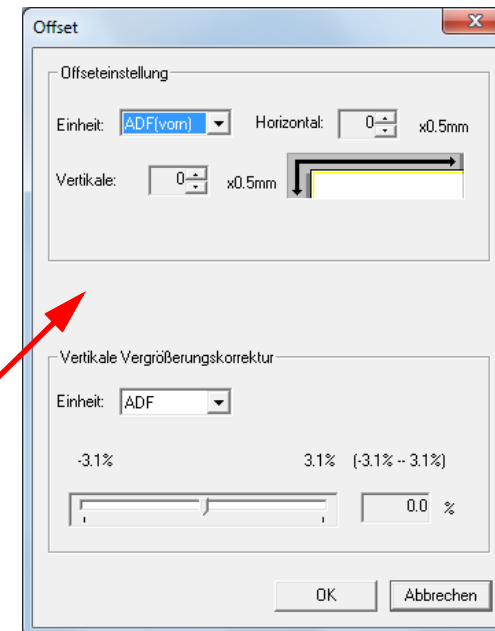 Offset
Offseteinstellung
Einheit: ADF(vorn) Horizontal: 0 x0.5mm
Vertikale: 0 x0.5mm
Vertikale Vergrößerungskorrektur
Einheit: ADF
-3.1% 3.1% (-3.1% -- 3.1%)
0.0 %
OK Abbrechen